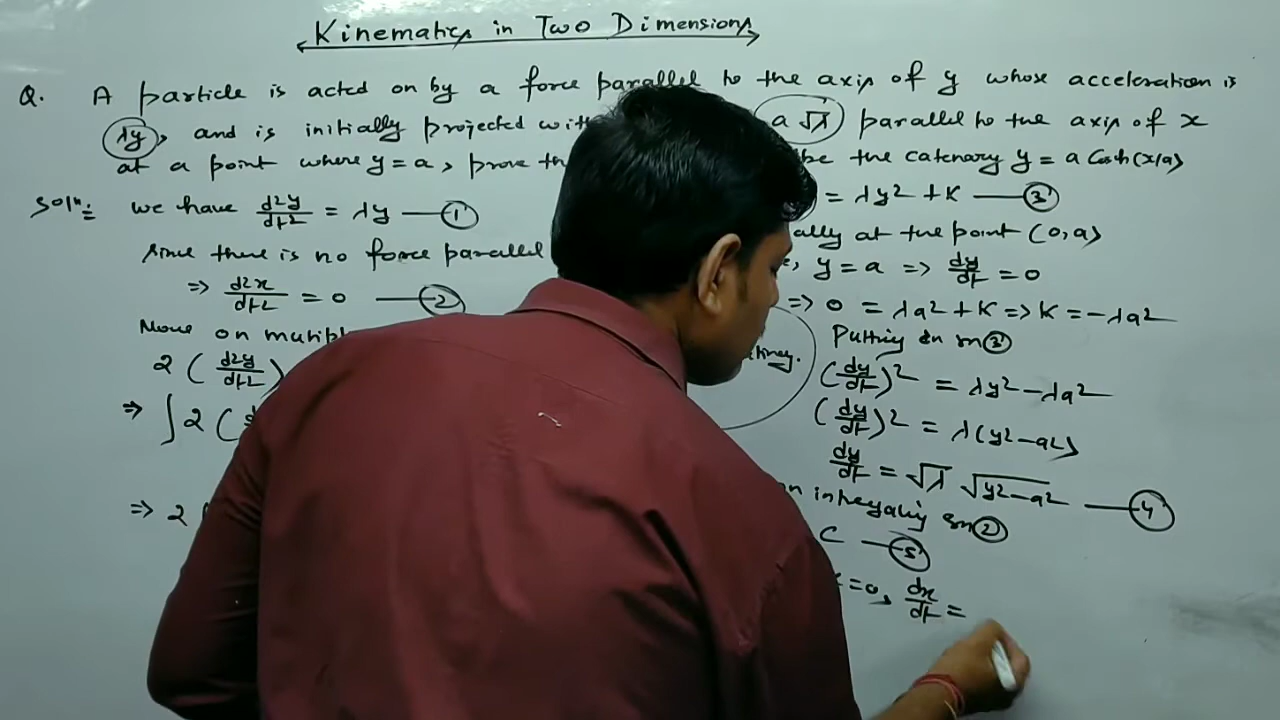 Kinematics in Two Dimensions
Q. A particle is acted on by a force parallel to the axis of y whose acceleration is
λy, and is initially projected with a√λ parallel to the axis of x
at a point where y = a, prove be the catenary y = a Cosh(x/a)
Soln: we have d²y/dt² = λy — ①
Since there is no force parallel
=> d²x/dt² = 0 — ②
2 (d²y/dt²)
=> ∫2 (
=> 2
= λy² + K — ③
at the point (0,a)
y = a => dy/dt = 0
=> 0 = λa² + K => K = -λa²
Putting in ③
(dy/dt)² = λy² - λa²
(dy/dt)² = λ(y² - a²)
dy/dt = √λ √y²-a² — ④
on integrating ②
C — ⑤
=0, dx/dt =